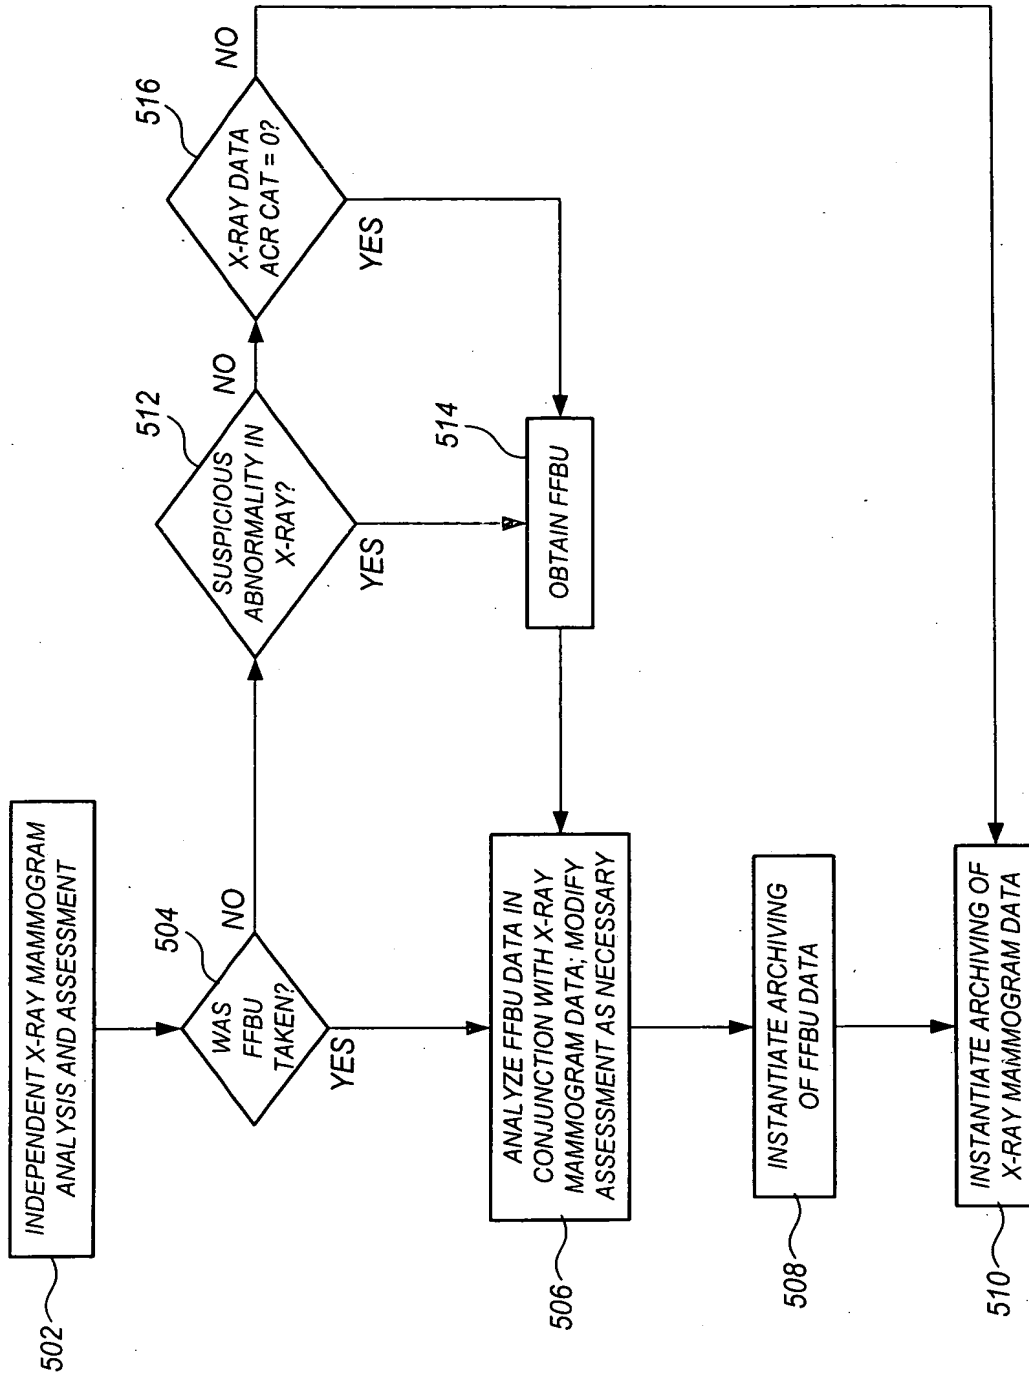 INDEPENDENT X-RAY MAMMOGRAM
ANALYSIS AND ASSESSMENT
502
WAS
FFBU
TAKEN?
504
NO
YES
SUSPICIOUS
ABNORMALITY IN
X-RAY?
512
NO
YES
X-RAY DATA
ACR CAT = 0?
516
NO
YES
OBTAIN FFBU
514
ANALYZE FFBU DATA IN
CONJUNCTION WITH X-RAY
MAMMOGRAM DATA; MODIFY
ASSESSMENT AS NECESSARY
506
INSTANTIATE ARCHIVING
OF FFBU DATA
508
INSTANTIATE ARCHIVING OF
X-RAY MAMMOGRAM DATA
510